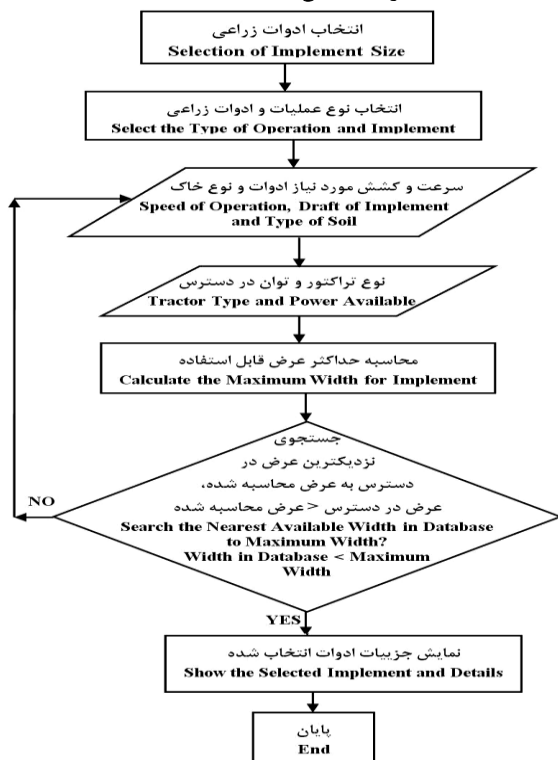 انتخاب ادوات زراعی
Selection of Implement Size
انتخاب نوع عملیات و ادوات زراعی
Select the Type of Operation and Implement
سرعت و کشش مورد نیاز ادوات و نوع خاک
Speed of Operation, Draft of Implement
and Type of Soil
نوع تراکتور و توان در دسترس
Tractor Type and Power Available
محاسبه حداکثر عرض قابل استفاده
Calculate the Maximum Width for Implement
جستجوی
نزدیکترین عرض در
دسترس به عرض محاسبه شده،
عرض در دسترس < عرض محاسبه شده
Search the Nearest Available Width in Database
to Maximum Width?
Width in Database < Maximum
Width
NO
YES
نمایش جزییات ادوات انتخاب شده
Show the Selected Implement and Details
پایان
End